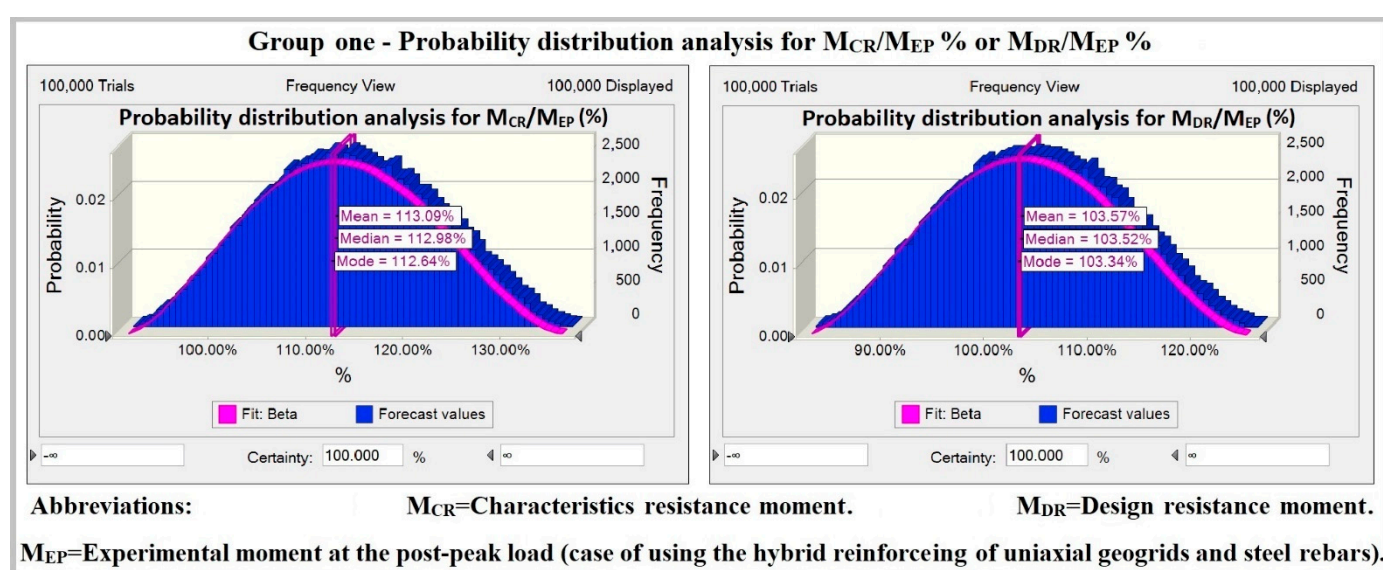 Group one - Probability distribution analysis for MCR/MEP % or MDR/MEP %
100,000 Trials Frequency View 100,000 Displayed
Probability distribution analysis for MCR/MEP (%)
Probability
0.02
0.01
0.00
2,500
2,000
1,500
1,000
500
0
Frequency
Mean = 113.09%
Median = 112.98%
Mode = 112.64%
100.00% 110.00% 120.00% 130.00%
%
Fit: Beta Forecast values
-∞ Certainty: 100.000 % ∞
100,000 Trials Frequency View 100,000 Displayed
Probability distribution analysis for MDR/MEP (%)
Probability
0.02
0.01
0.00
2,500
2,000
1,500
1,000
500
0
Frequency
Mean = 103.57%
Median = 103.52%
Mode = 103.34%
90.00% 100.00% 110.00% 120.00%
%
Fit: Beta Forecast values
-∞ Certainty: 100.000 % ∞
Abbreviations: MCR=Characteristics resistance moment. MDR=Design resistance moment.
MEP=Experimental moment at the post-peak load (case of using the hybrid reinforceing of uniaxial geogrids and steel rebars).